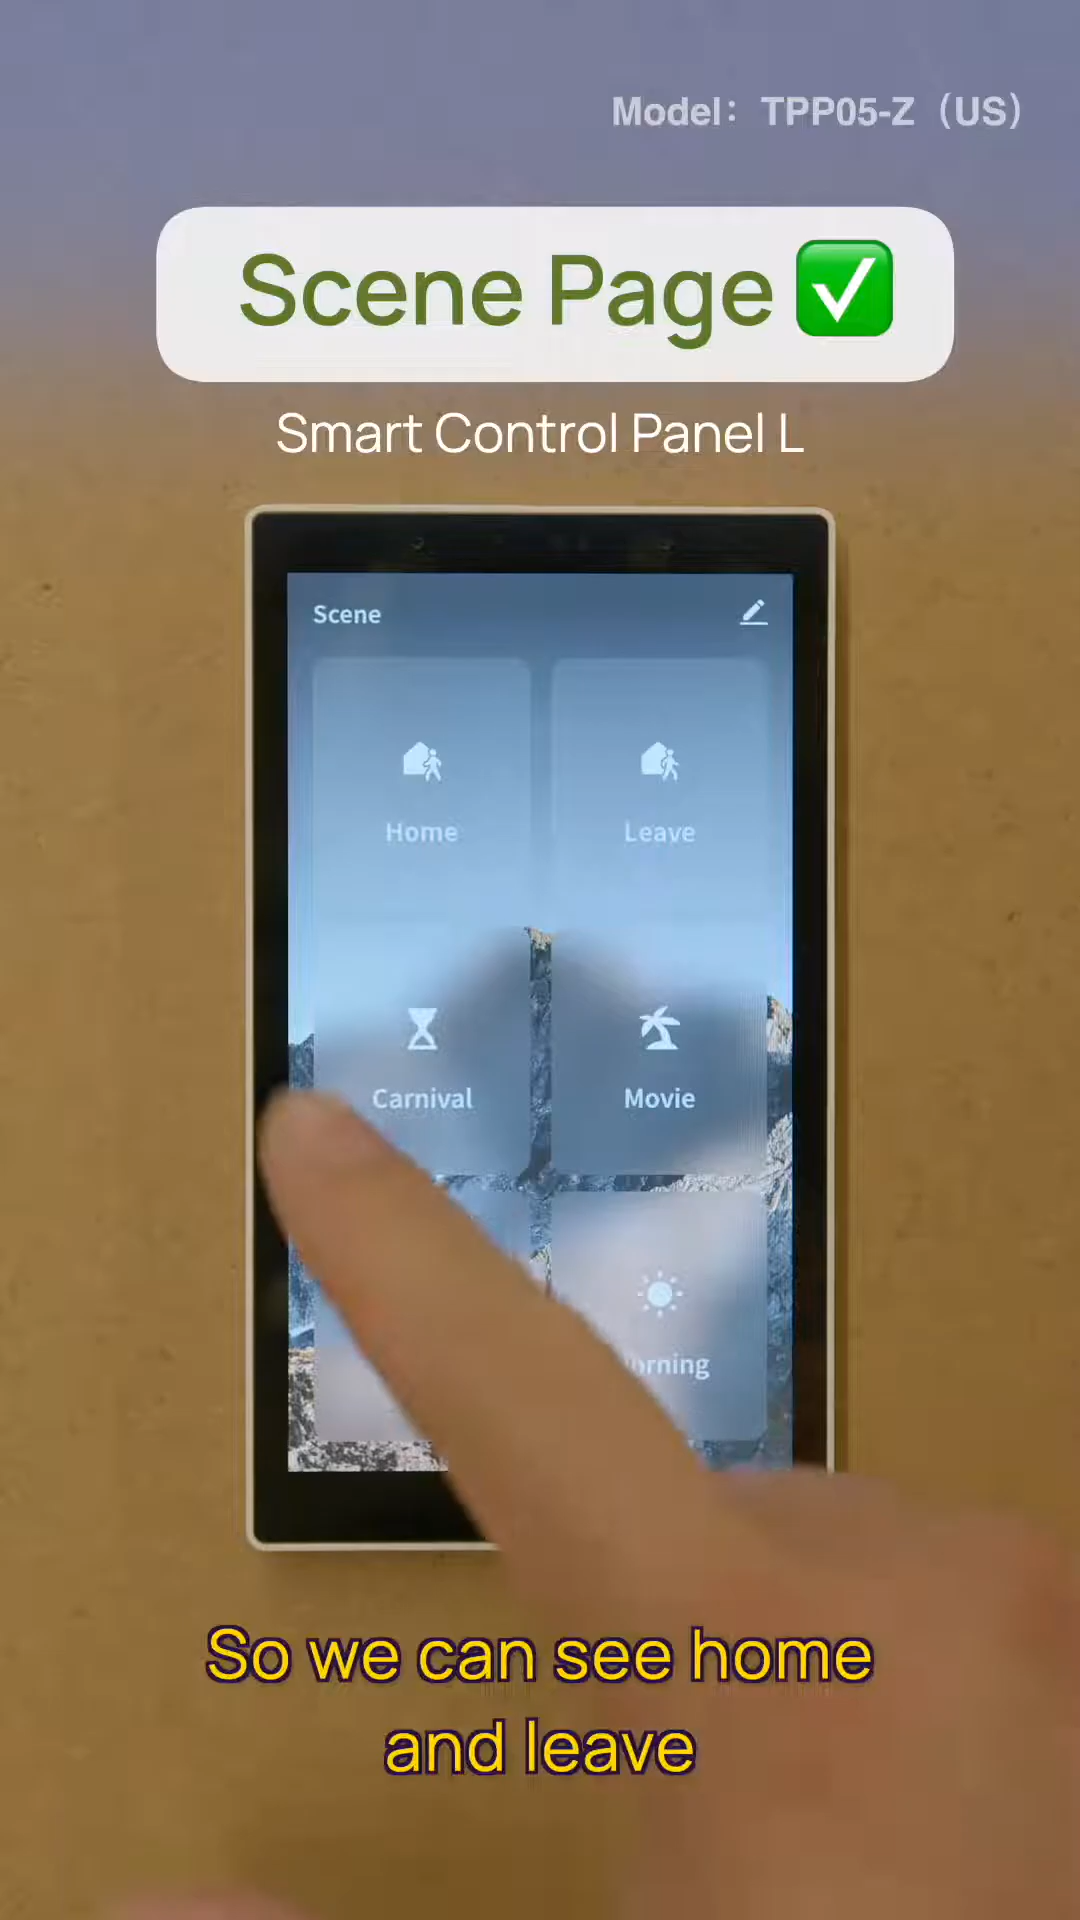 Model: TPP05-Z (US)
Scene Page ✅
Smart Control Panel L
Scene
Home
Leave
Carnival
Movie
So we can see home
and leave